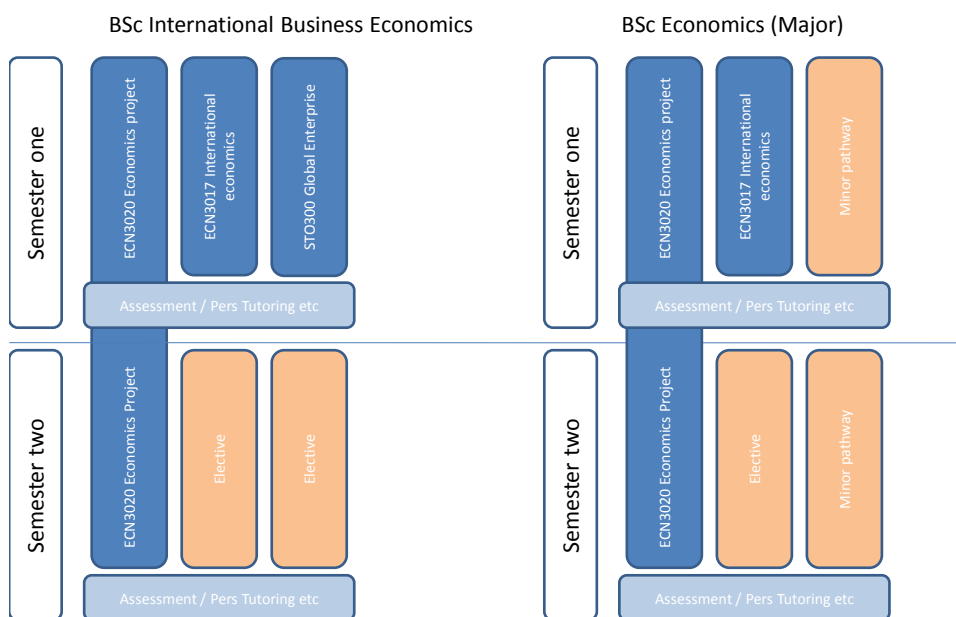 BSc International Business Economics
BSc Economics (Major)
Semester one
ECN3020 Economics project
ECN3017 International
economics
STO300 Global Enterprise
Assessment / Pers Tutoring etc
Semester one
ECN3020 Economics project
ECN3017 International
economics
Minor pathway
Assessment / Pers Tutoring etc
Semester two
ECN3020 Economics Project
Elective
Elective
Assessment / Pers Tutoring etc
Semester two
ECN3020 Economics Project
Elective
Minor pathway
Assessment / Pers Tutoring etc